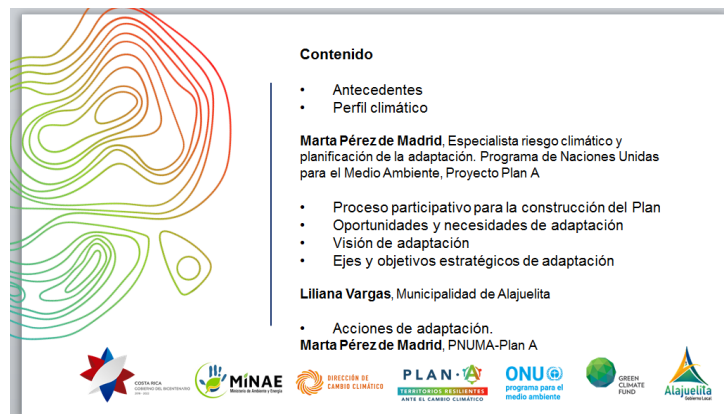 Contenido
• Antecedentes
• Perfil climático
Marta Pérez de Madrid, Especialista riesgo climático y
planificación de la adaptación. Programa de Naciones Unidas
para el Medio Ambiente, Proyecto Plan A
• Proceso participativo para la construcción del Plan
• Oportunidades y necesidades de adaptación
• Visión de adaptación
• Ejes y objetivos estratégicos de adaptación
Liliana Vargas, Municipalidad de Alajuelita
• Acciones de adaptación.
Marta Pérez de Madrid, PNUMA-Plan A
COSTA RICA
GOBIERNO DEL BICENTENARIO
MINAE
Ministerio de Ambiente y Energía
DIRECCIÓN DE
CAMBIO CLIMÁTICO
PLAN·A
TERRITORIOS RESILIENTES
ANTE EL CAMBIO CLIMÁTICO
ONU
programa para el
medio ambiente
GREEN
CLIMATE
FUND
Alajuelita
Gobierno Local